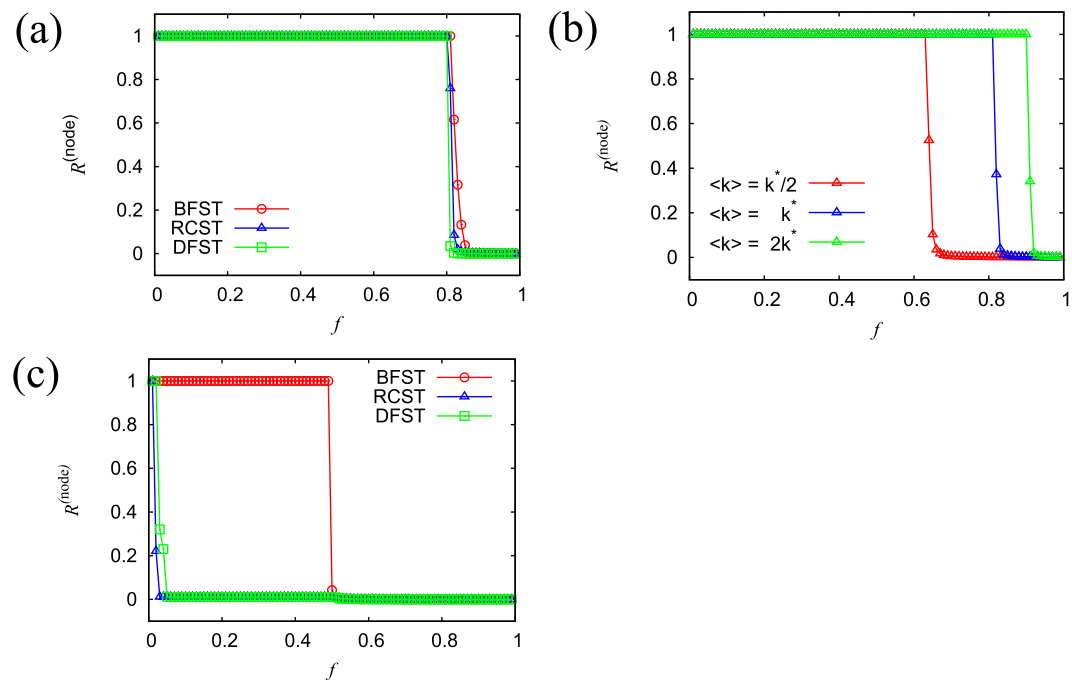 (a)
1
0.8
0.6
0.4
0.2
0
R(node)
BFST
RCST
DFST
0 0.2 0.4 0.6 0.8 1
f
(b)
1
0.8
0.6
0.4
0.2
0
R(node)
<k> = k*/2
<k> = k*
<k> = 2k*
0 0.2 0.4 0.6 0.8 1
f
(c)
1
0.8
0.6
0.4
0.2
0
R(node)
BFST
RCST
DFST
0 0.2 0.4 0.6 0.8 1
f